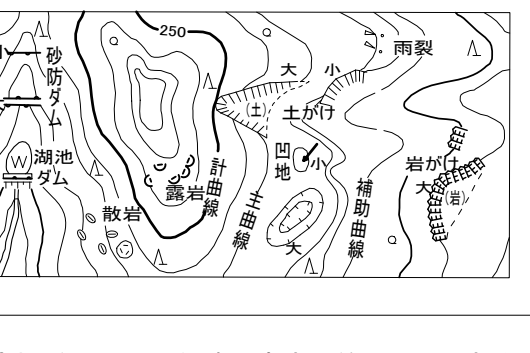 250
雨裂
砂防ダム
大
小
(土)
土がけ
湖池
ダム
W
凹地
小
岩がけ
大
(岩)
露岩
計曲線
散岩
主曲線
補助曲線
大